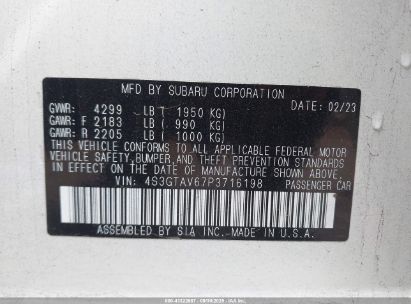 MFD BY SUBARU CORPORATION
DATE: 02/23
GVWR: 4299 LB ( 1950 KG)
GAWR: F 2183 LB ( 990 KG)
GAWR: R 2205 LB ( 1000 KG)
THIS VEHICLE CONFORMS TO ALL APPLICABLE FEDERAL MOTOR
VEHICLE SAFETY, BUMPER, AND THEFT PREVENTION STANDARDS
IN EFFECT ON THE DATE OF MANUFACTURE SHOWN ABOVE.
VIN: 4S3GTAV67P3716198 PASSENGER CAR
ASSEMBLED BY SIA INC.-MADE IN U.S.A.